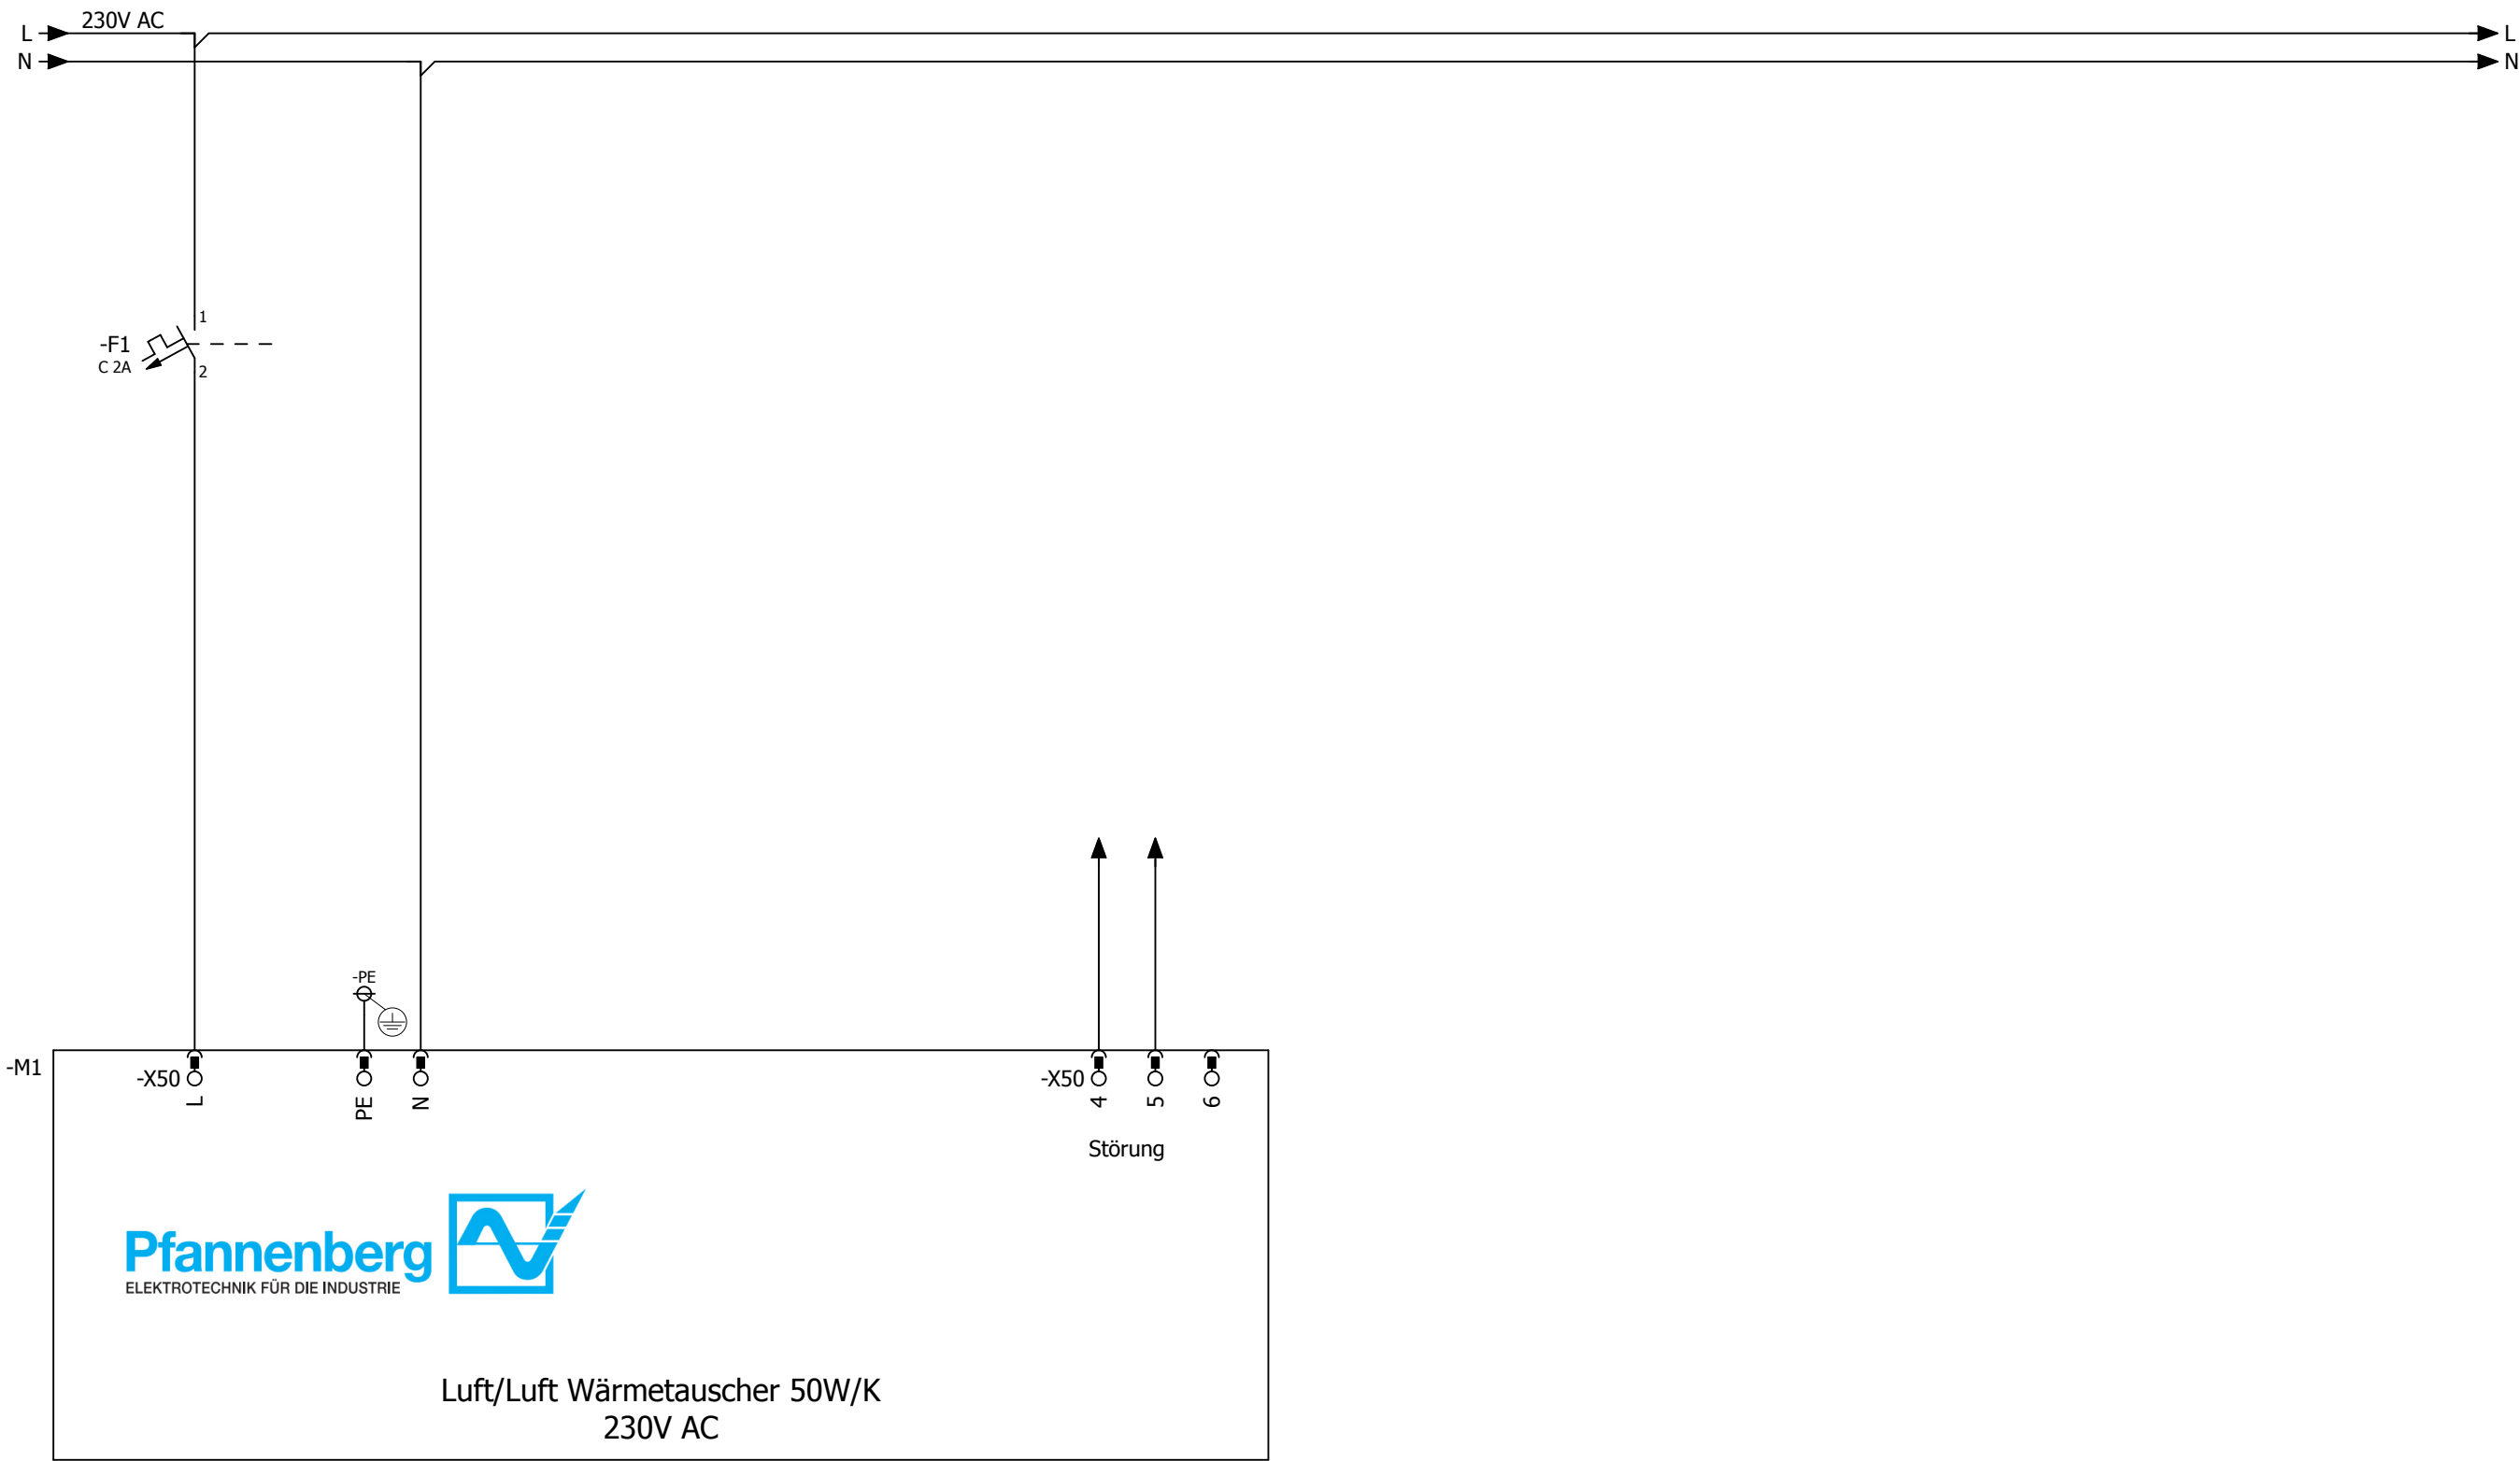 230V AC
L
L
N
N
1
-F1
C 2A
2
-PE
-M1
-X50
L
PE
N
-X50
4
5
6
Störung
Pfannenberg
ELEKTROTECHNIK FÜR DIE INDUSTRIE
Luft/Luft Wärmetauscher 50W/K
230V AC